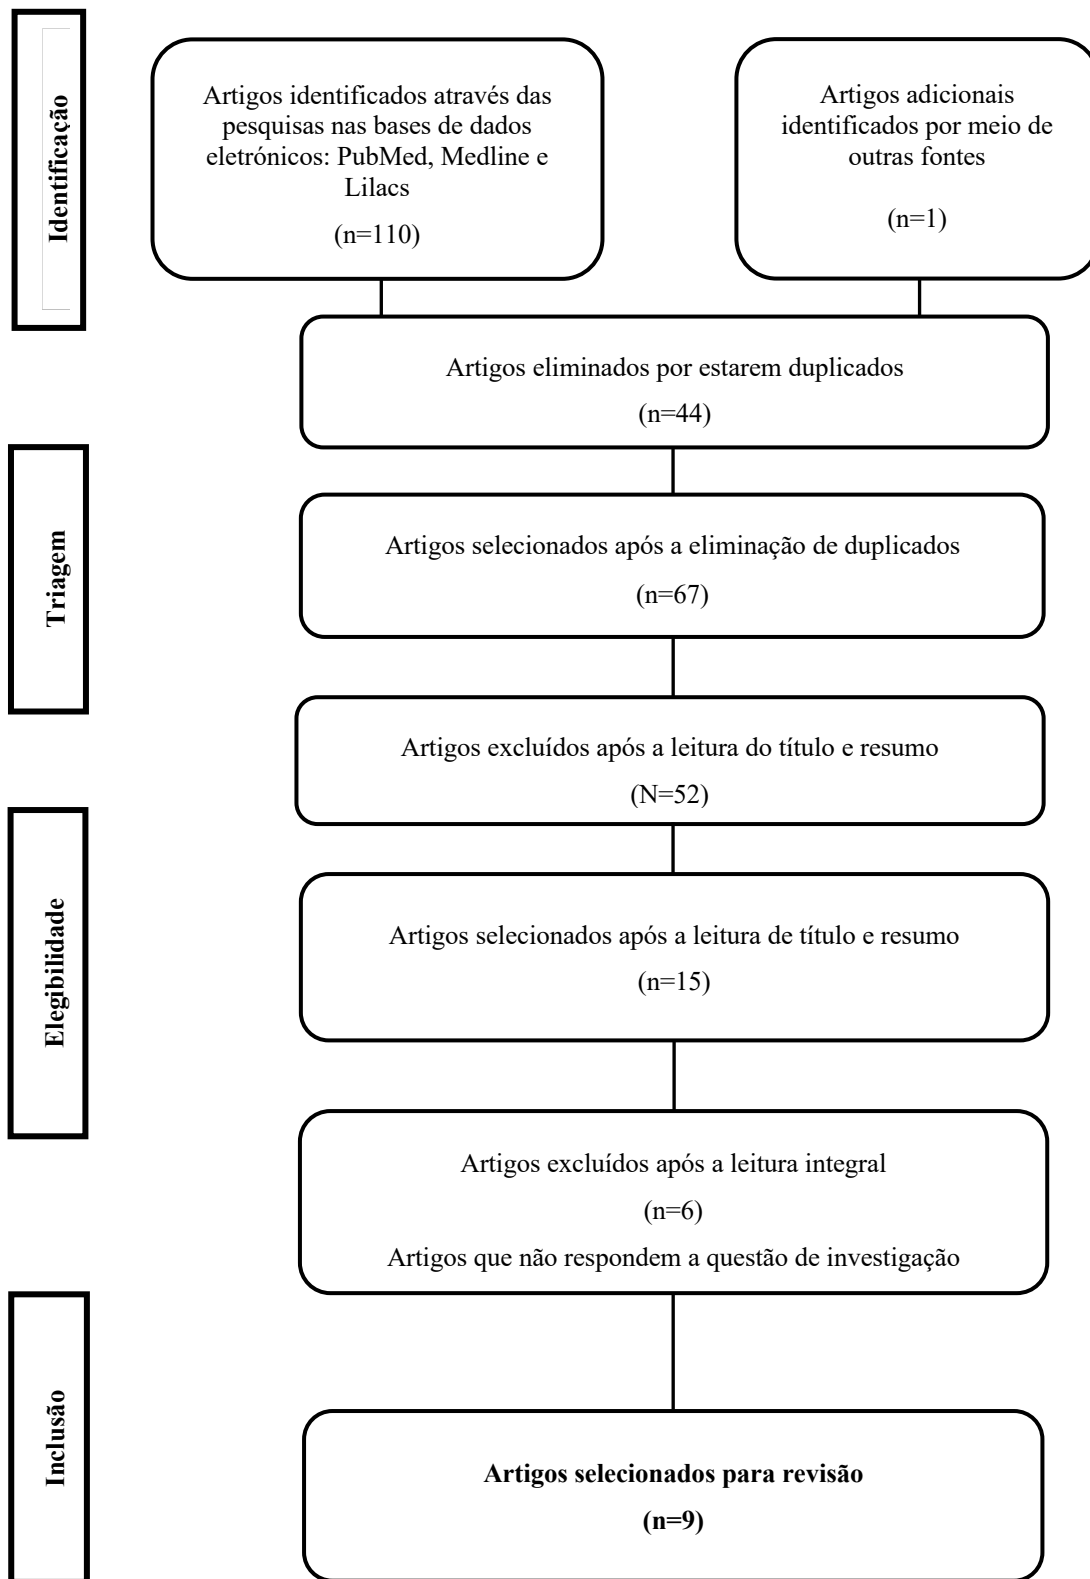 Identificação
Artigos identificados através das
pesquisas nas bases de dados
eletrónicos: PubMed, Medline e
Lilacs
(n=110)
Artigos adicionais
identificados por meio de
outras fontes
(n=1)
Artigos eliminados por estarem duplicados
(n=44)
Triagem
Artigos selecionados após a eliminação de duplicados
(n=67)
Artigos excluídos após a leitura do título e resumo
(N=52)
Elegibilidade
Artigos selecionados após a leitura de título e resumo
(n=15)
Artigos excluídos após a leitura integral
(n=6)
Artigos que não respondem a questão de investigação
Inclusão
Artigos selecionados para revisão
(n=9)